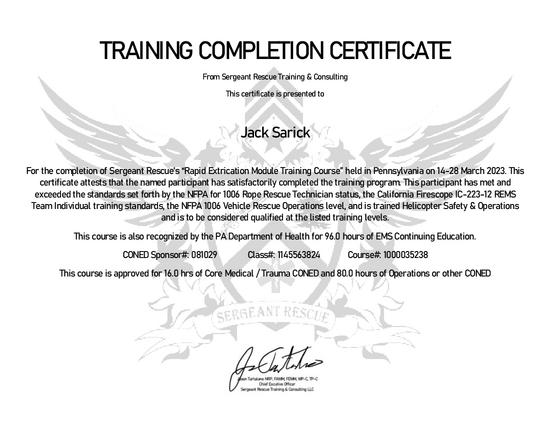 TRAINING COMPLETION CERTIFICATE
From Sergeant Rescue Training & Consulting
This certificate is presented to
Jack Sarick
For the completion of Sergeant Rescue's "Rapid Extrication Module Training Course" held in Pennsylvania on 14-28 March 2023. This
certificate attests that the named participant has satisfactorily completed the training program. This participant has met and
exceeded the standards set forth by the NFPA for 1006 Rope Rescue Technician status, the California Firescope IC-223-12 REMS
Team Individual training standards, the NFPA 1006 Vehicle Rescue Operations level, and is trained Helicopter Safety & Operations
and is to be considered qualified at the listed training levels.
This course is also recognized by the PA Department of Health for 96.0 hours of EMS Continuing Education.
CONED Sponsor#: 081029 Class#: 1145563824 Course#: 1000035238
This course is approved for 16.0 hrs of Core Medical / Trauma CONED and 80.0 hours of Operations or other CONED
SERGEANT RESCUE
Tartalone NRP, FAWM, FP-C, TP-C
Chief Executive Officer
Sergeant Rescue Training & Consulting LLC